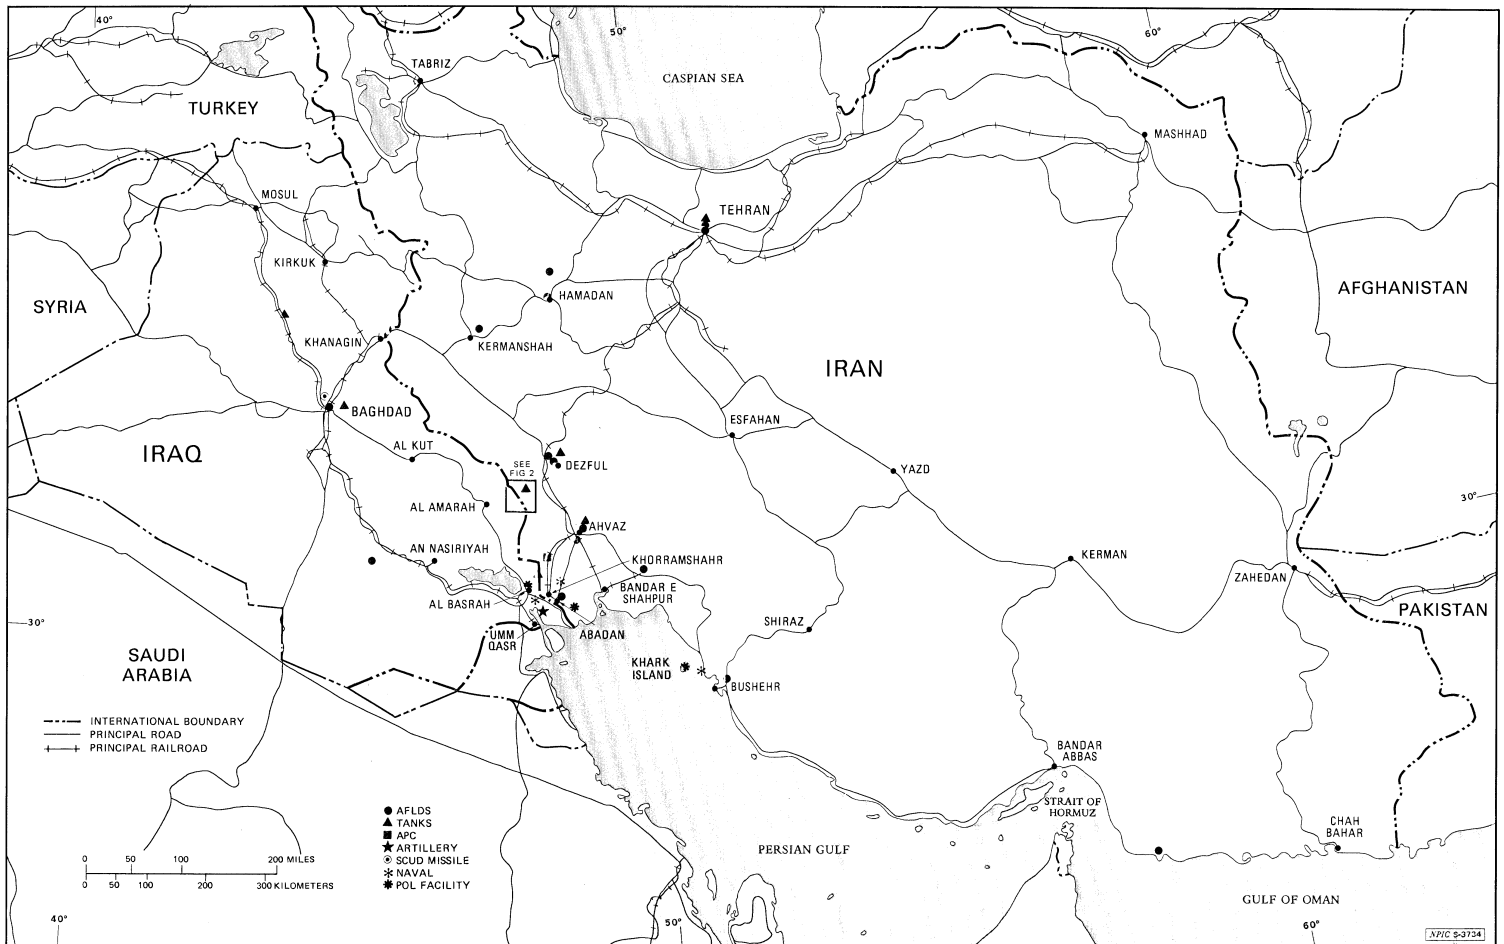 40°
50°
60°
TABRIZ
CASPIAN SEA
TURKEY
MASHHAD
MOSUL
TEHRAN
KIRKUK
HAMADAN
SYRIA
AFGHANISTAN
KHANAGIN
KERMANSHAH
IRAN
BAGHDAD
ESFAHAN
IRAQ
AL KUT
SEE
FIG 2
DEZFUL
YAZD
AL AMARAH
30°
AHVAZ
AN NASIRIYAH
KHORRAMSHAHR
KERMAN
ZAHEDAN
BANDAR E
SHAHPUR
AL BASRAH
PAKISTAN
30°
UMM
QASR
ABADAN
SHIRAZ
SAUDI
ARABIA
KHARK
ISLAND
BUSHEHR
INTERNATIONAL BOUNDARY
PRINCIPAL ROAD
PRINCIPAL RAILROAD
BANDAR
ABBAS
STRAIT OF
HORMUZ
AFLDS
TANKS
APC
ARTILLERY
SCUD MISSILE
NAVAL
POL FACILITY
CHAH
BAHAR
PERSIAN GULF
0 50 100 200 MILES
0 50 100 200 300 KILOMETERS
GULF OF OMAN
40°
50°
60°
NPIC S-3734